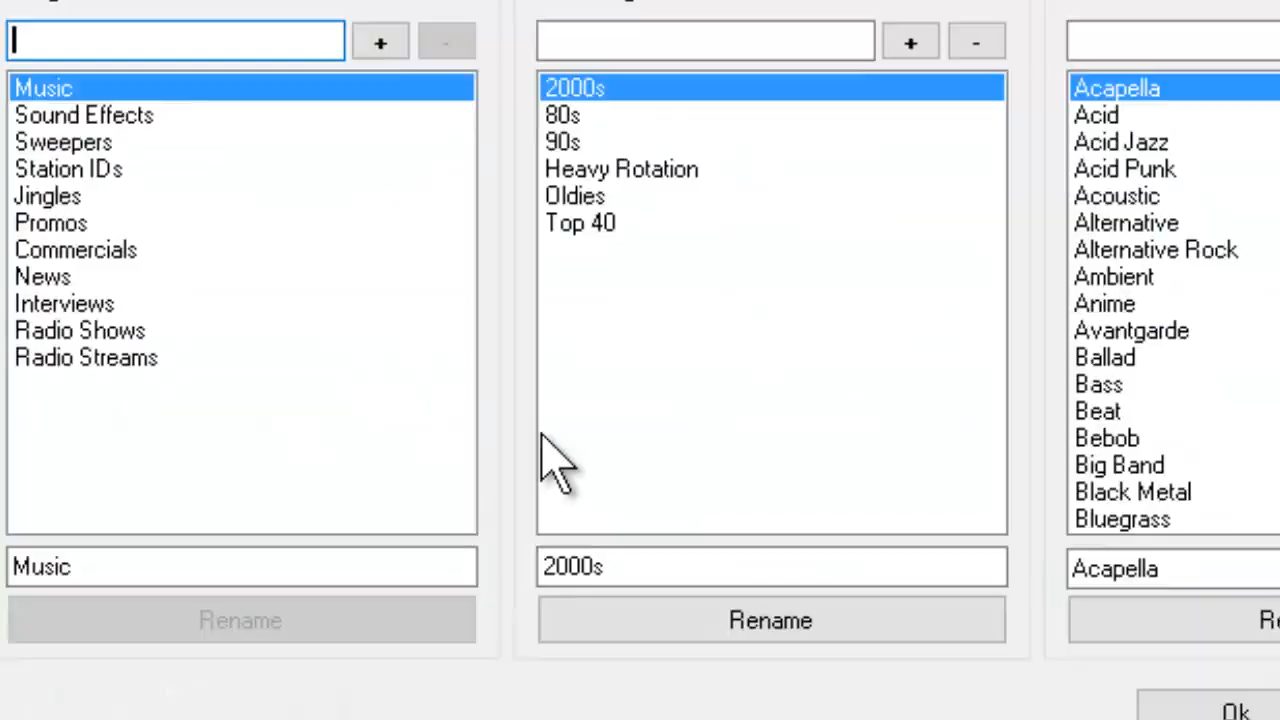 +
-
Music
Sound Effects
Sweepers
Station IDs
Jingles
Promos
Commercials
News
Interviews
Radio Shows
Radio Streams
Music
Rename
+
-
2000s
80s
90s
Heavy Rotation
Oldies
Top 40
2000s
Rename
Acapella
Acid
Acid Jazz
Acid Punk
Acoustic
Alternative
Alternative Rock
Ambient
Anime
Avantgarde
Ballad
Bass
Beat
Bebob
Big Band
Black Metal
Bluegrass
Acapella
Ok